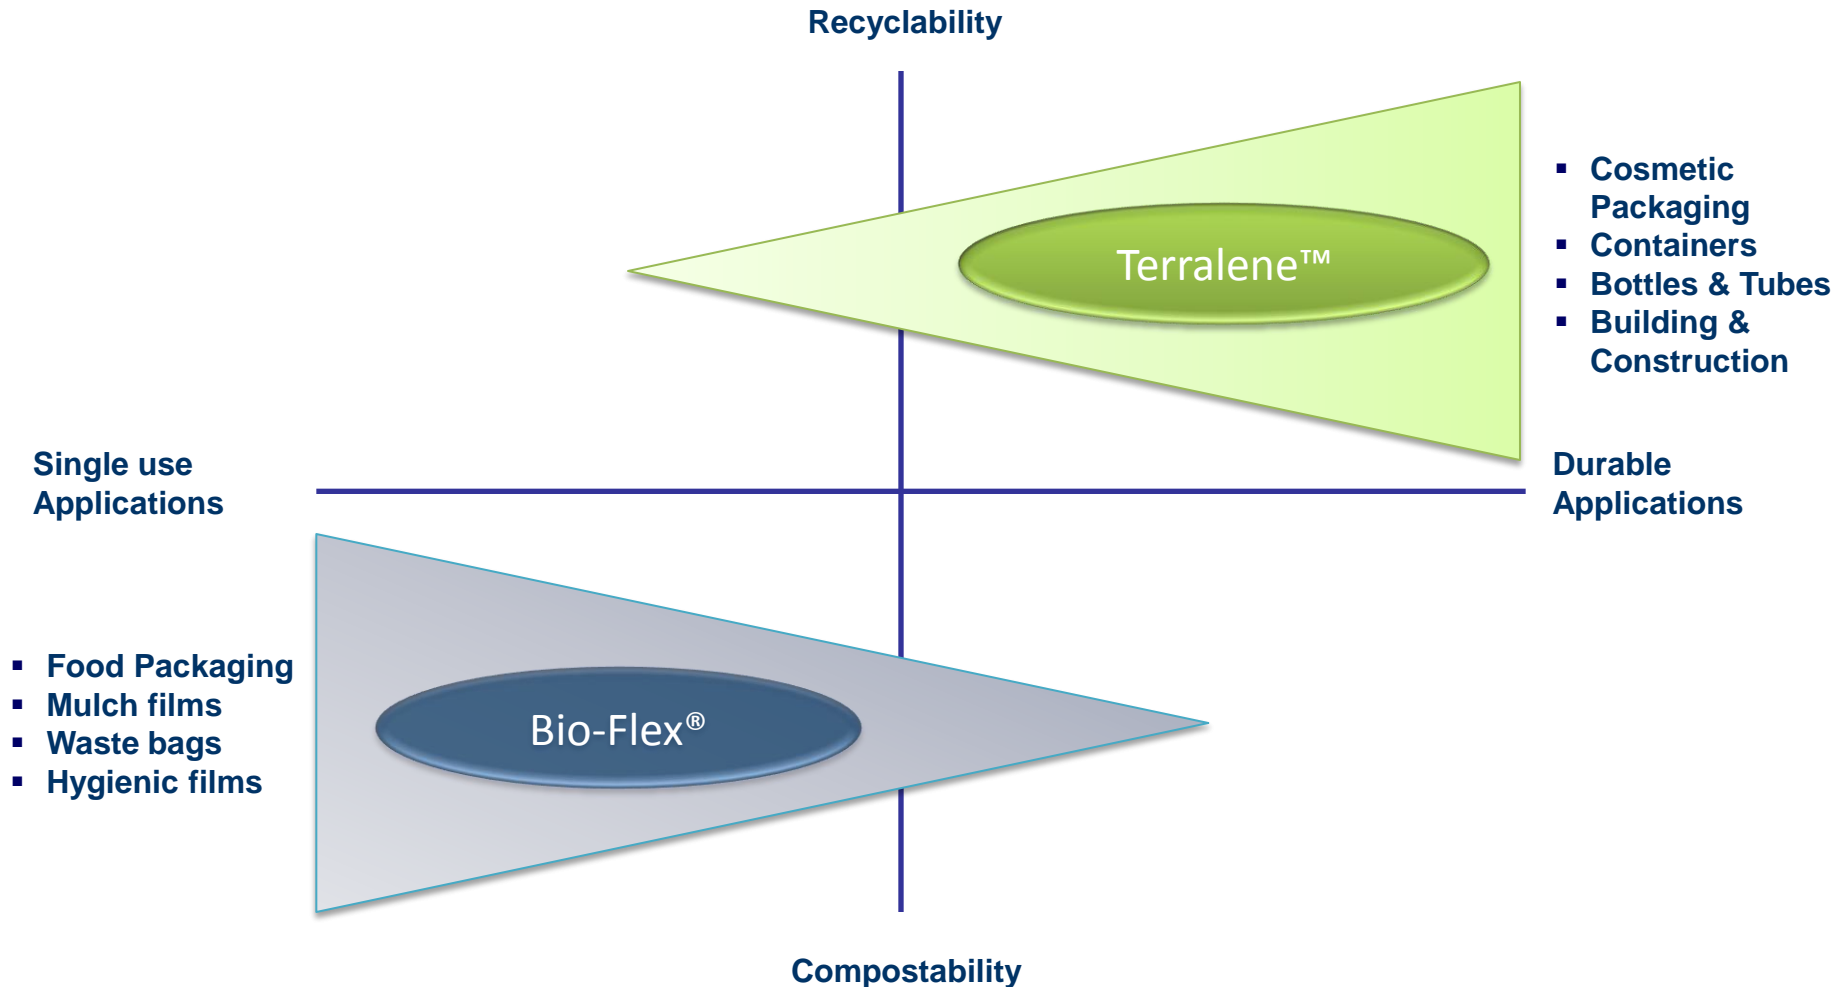 Recyclability
Terralene™
▪ Cosmetic
Packaging
▪ Containers
▪ Bottles & Tubes
▪ Building &
Construction
Single use
Applications
Durable
Applications
▪ Food Packaging
▪ Mulch films
▪ Waste bags
▪ Hygienic films
Bio-Flex®
Compostability